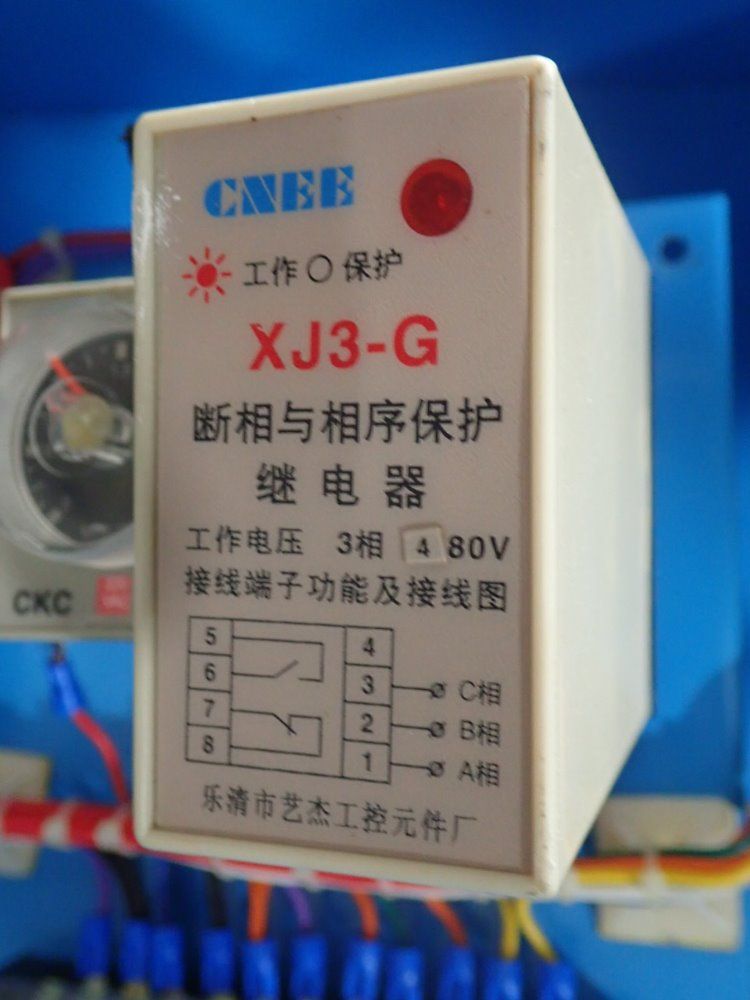 CNEE
工作 保护
XJ3-G
断相与相序保护
继电器
工作电压 3相 480V
接线端子功能及接线图
5
6
7
8
4
3 C相
2 B相
1 A相
乐清市艺杰工控元件厂
CKC